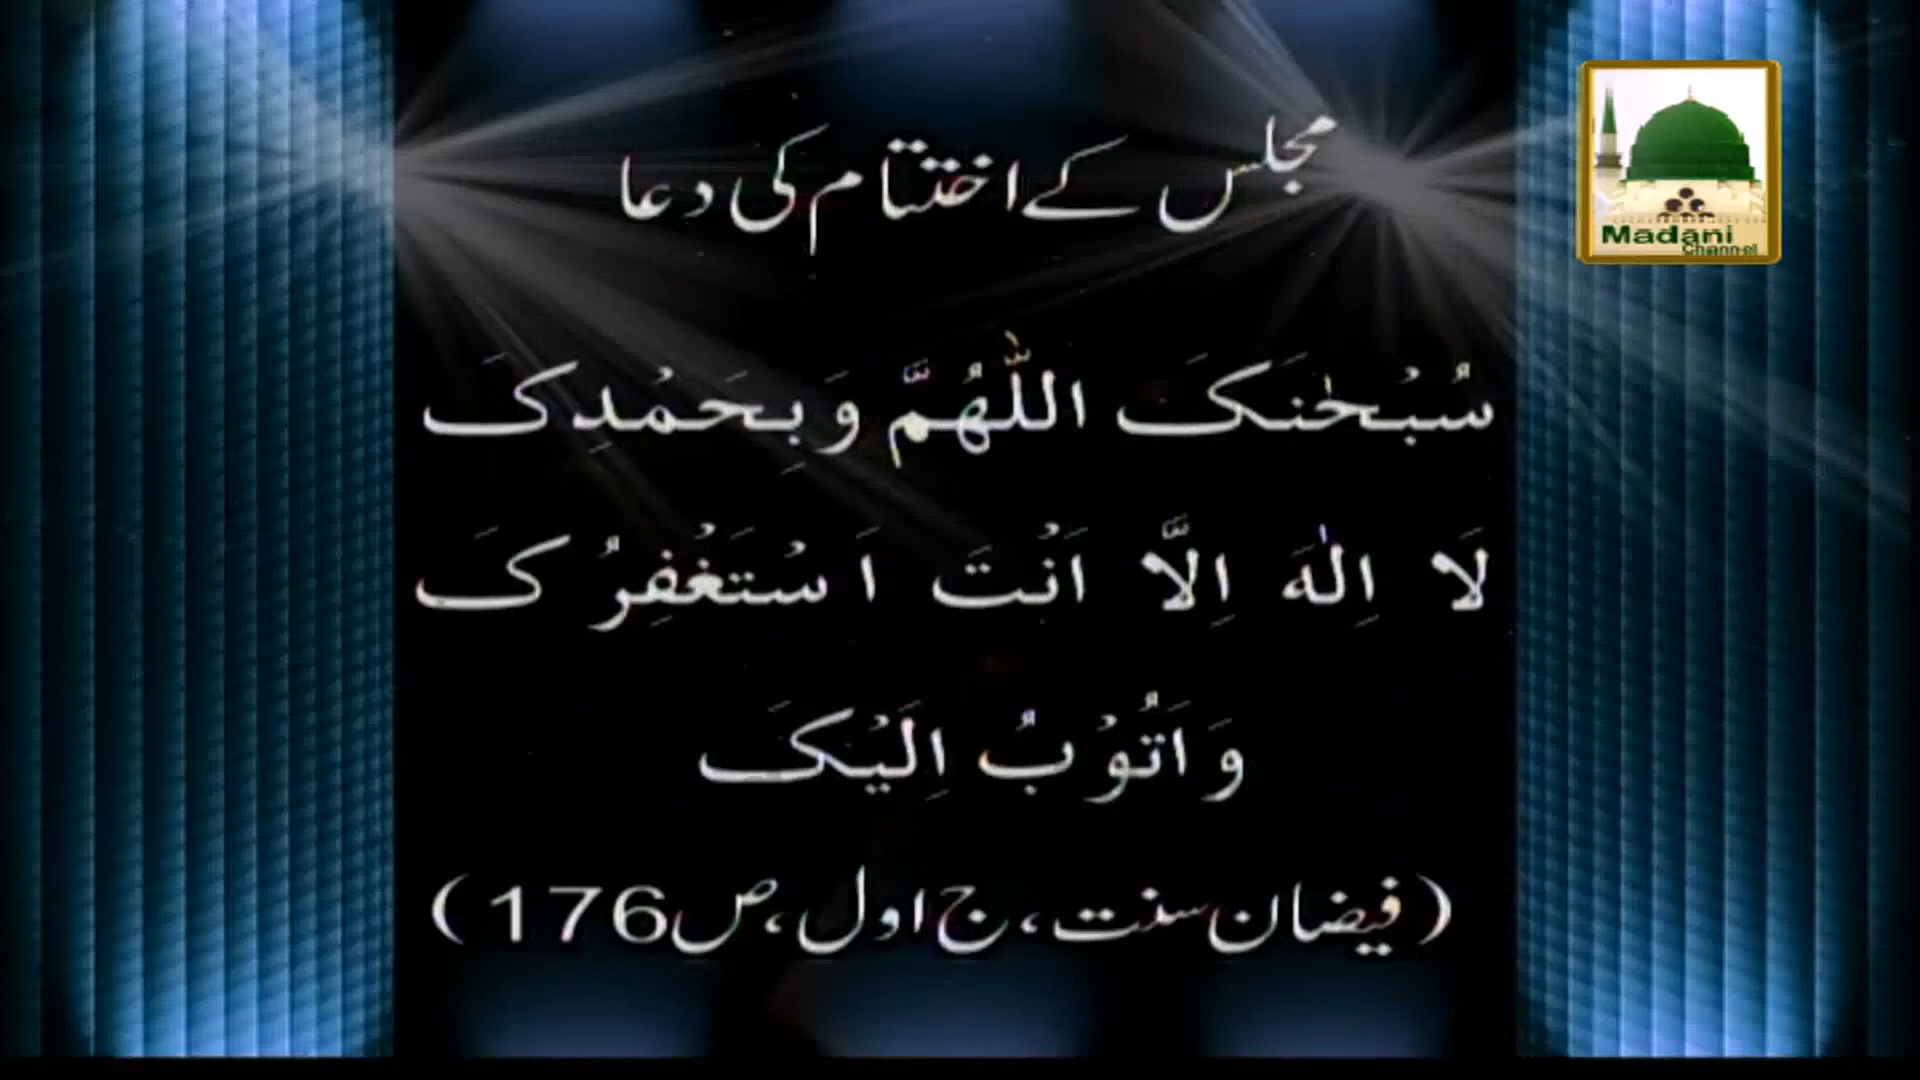 مجلس کے اختتام کی دعا
Madani
Channel
سُبْحٰنَکَ اللّٰھُمَّ وَبِحَمْدِکَ
لَا اِلٰہَ اِلَّا اَنْتَ اَسْتَغْفِرُکَ
وَاَتُوْبُ اِلَیْکَ
(فیضان سنت، ج اول، ص176)